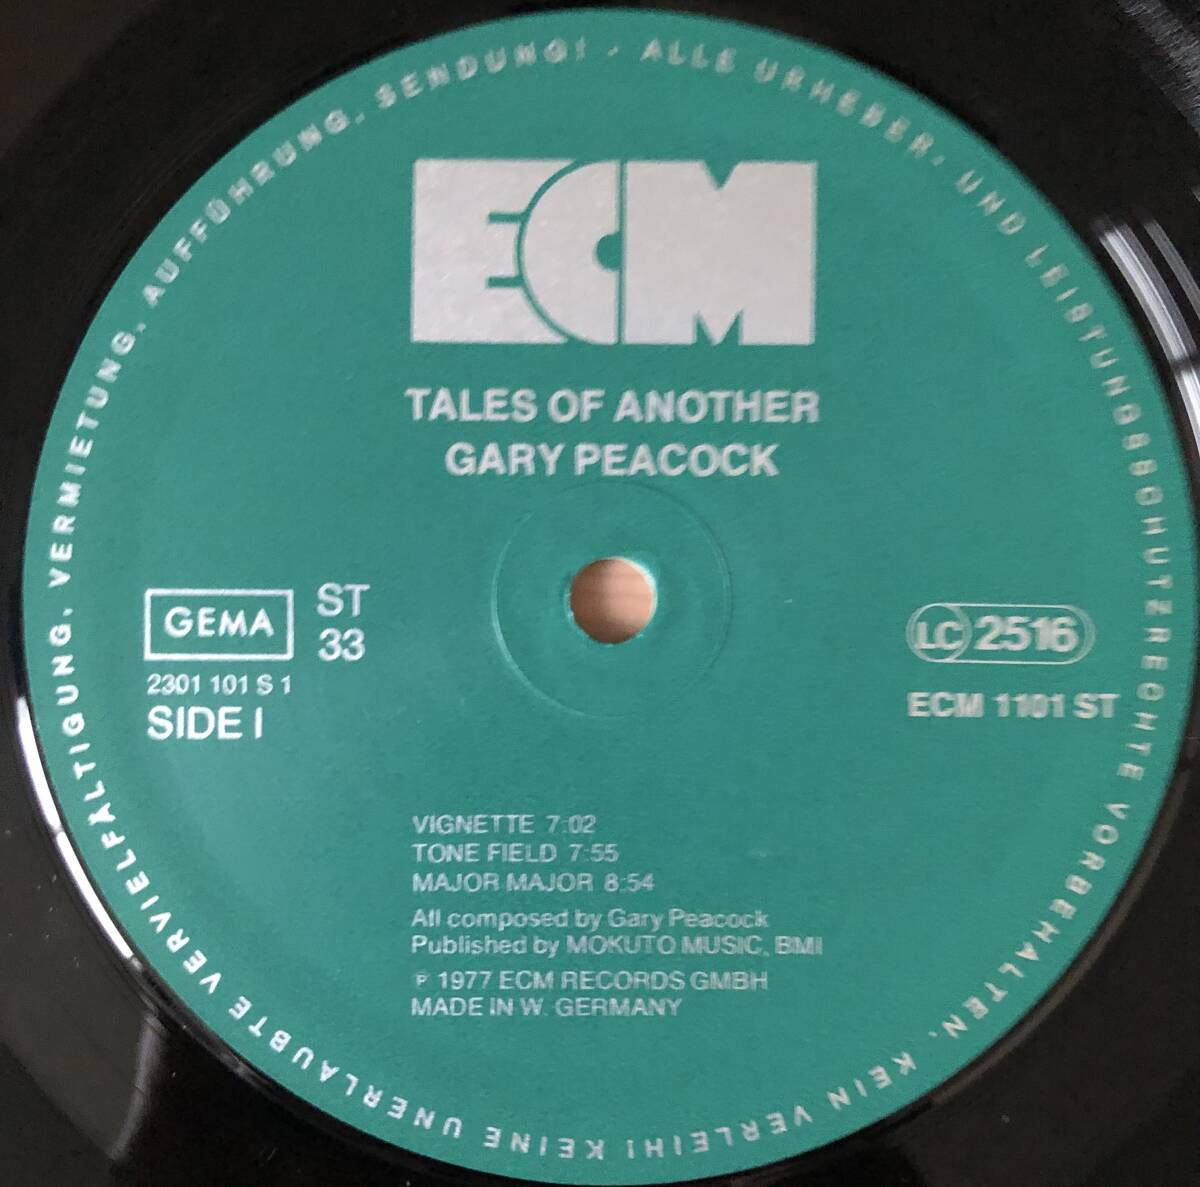 ALLE URHEBER- UND LEISTUNGSSCHUTZRECHTE VORBEHALTEN. KEIN VERLEIH! KEINE UNERLAUBTE VERVIELFÄLTIGUNG, VERMIETUNG, AUFFÜHRUNG, SENDUNG! ·
ECM
TALES OF ANOTHER
GARY PEACOCK
GEMA
ST
33
2301 101 S 1
SIDE I
LC 2516
ECM 1101 ST
VIGNETTE 7:02
TONE FIELD 7:55
MAJOR MAJOR 8:54
All composed by Gary Peacock
Published by MOKUTO MUSIC, BMI
℗ 1977 ECM RECORDS GMBH
MADE IN W. GERMANY